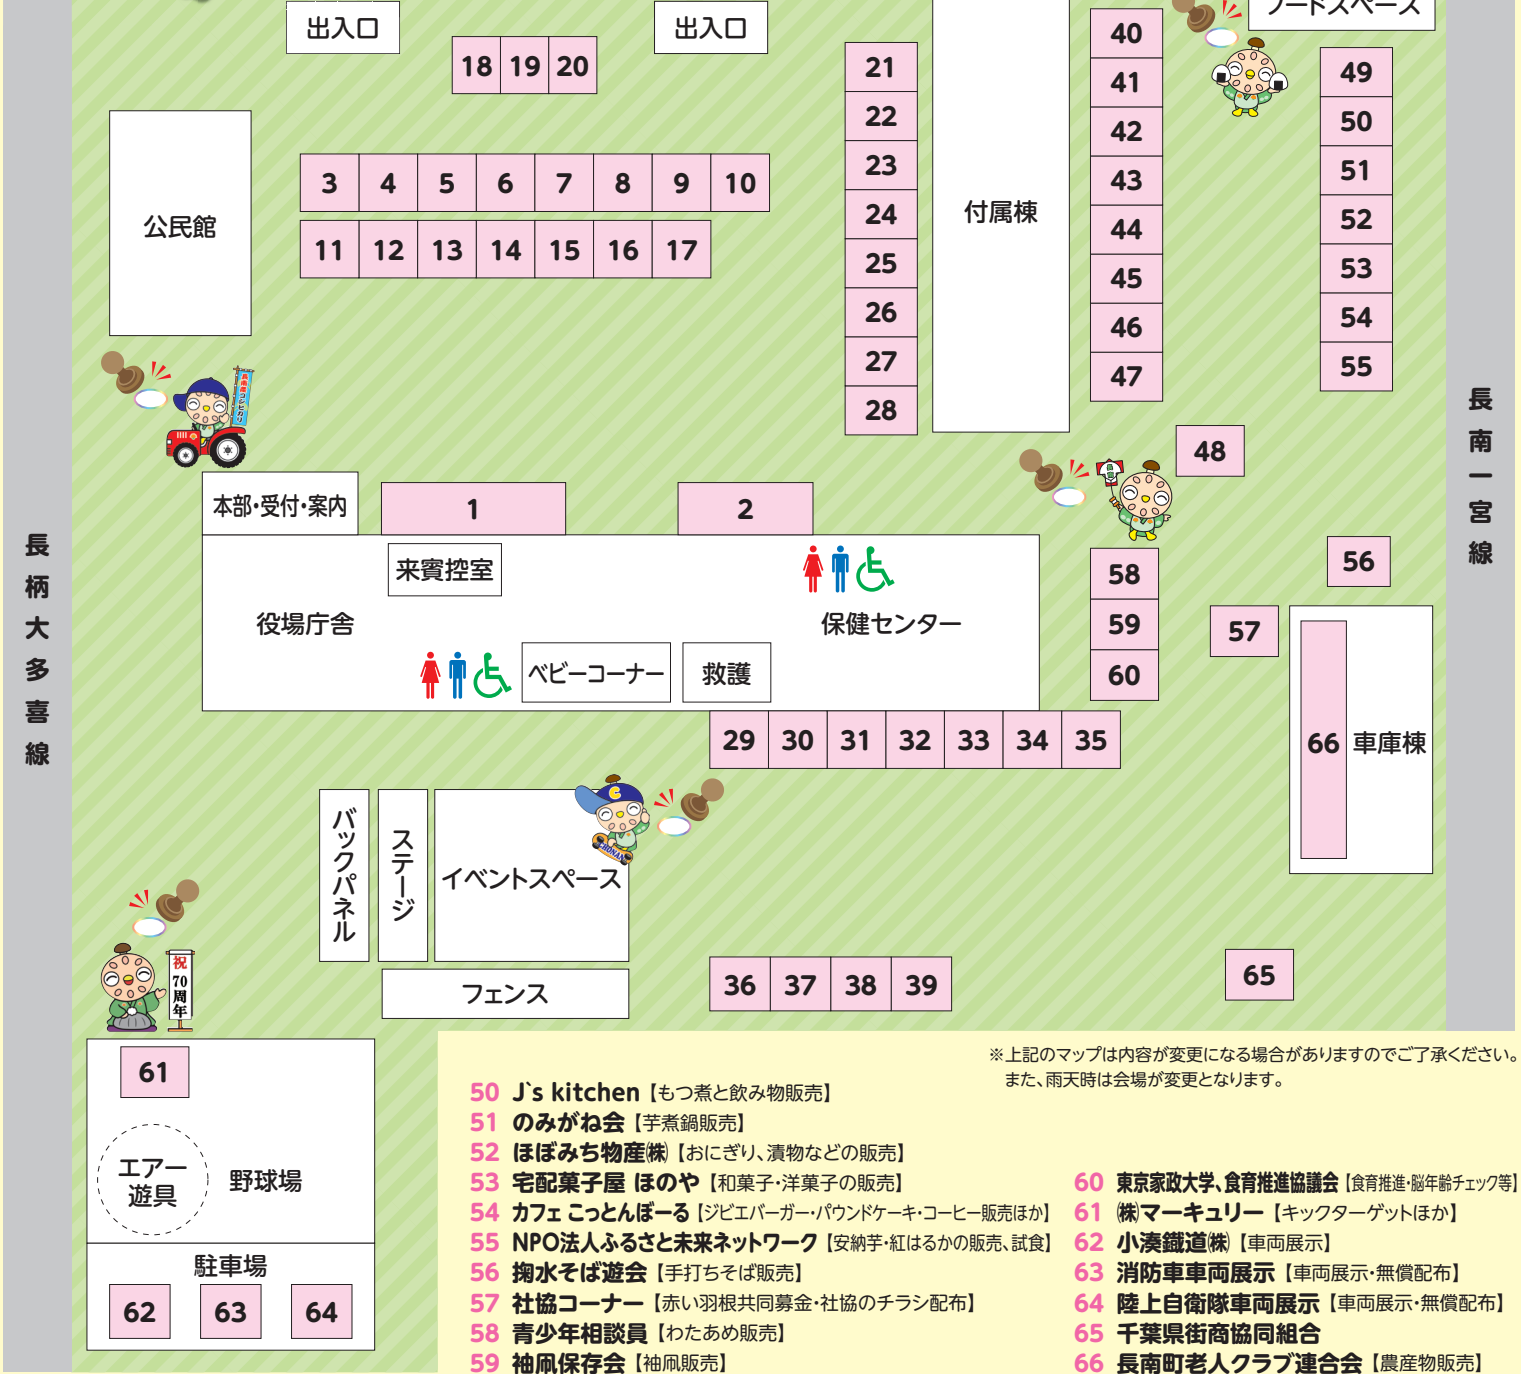 フードスペース
出入口
出入口
18 19 20
21
22
23
24
25
26
27
28
40
41
42
43
44
45
46
47
49
50
51
52
53
54
55
公民館
3 4 5 6 7 8 9 10
11 12 13 14 15 16 17
付属棟
長南一宮線
48
本部・受付・案内
1
2
来賓控室
役場庁舎
保健センター
ベビーコーナー
救護
58
59
60
56
57
66
車庫棟
長柄大多喜線
29 30 31 32 33 34 35
バックパネル
ステージ
イベントスペース
C
CHONAN
フェンス
36 37 38 39
65
祝
70
周
年
61
エアー
遊具
野球場
駐車場
62 63 64
※上記のマップは内容が変更になる場合がありますのでご了承ください。
また、雨天時は会場が変更となります。
50 J`s kitchen【もつ煮と飲み物販売】
51 のみがね会【芋煮鍋販売】
52 ほぼみち物産㈱【おにぎり、漬物などの販売】
53 宅配菓子屋 ほのや【和菓子・洋菓子の販売】
54 カフェ こっとんぼーる【ジビエバーガー・パウンドケーキ・コーヒー販売ほか】
55 NPO法人ふるさと未来ネットワーク【安納芋・紅はるかの販売、試食】
56 掬水そば遊会【手打ちそば販売】
57 社協コーナー【赤い羽根共同募金・社協のチラシ配布】
58 青少年相談員【わたあめ販売】
59 袖凧保存会【袖凧販売】
60 東京家政大学、食育推進協議会【食育推進・脳年齢チェック等】
61 ㈱マーキュリー【キックターゲットほか】
62 小湊鐵道㈱【車両展示】
63 消防車車両展示【車両展示・無償配布】
64 陸上自衛隊車両展示【車両展示・無償配布】
65 千葉県街商協同組合
66 長南町老人クラブ連合会【農産物販売】